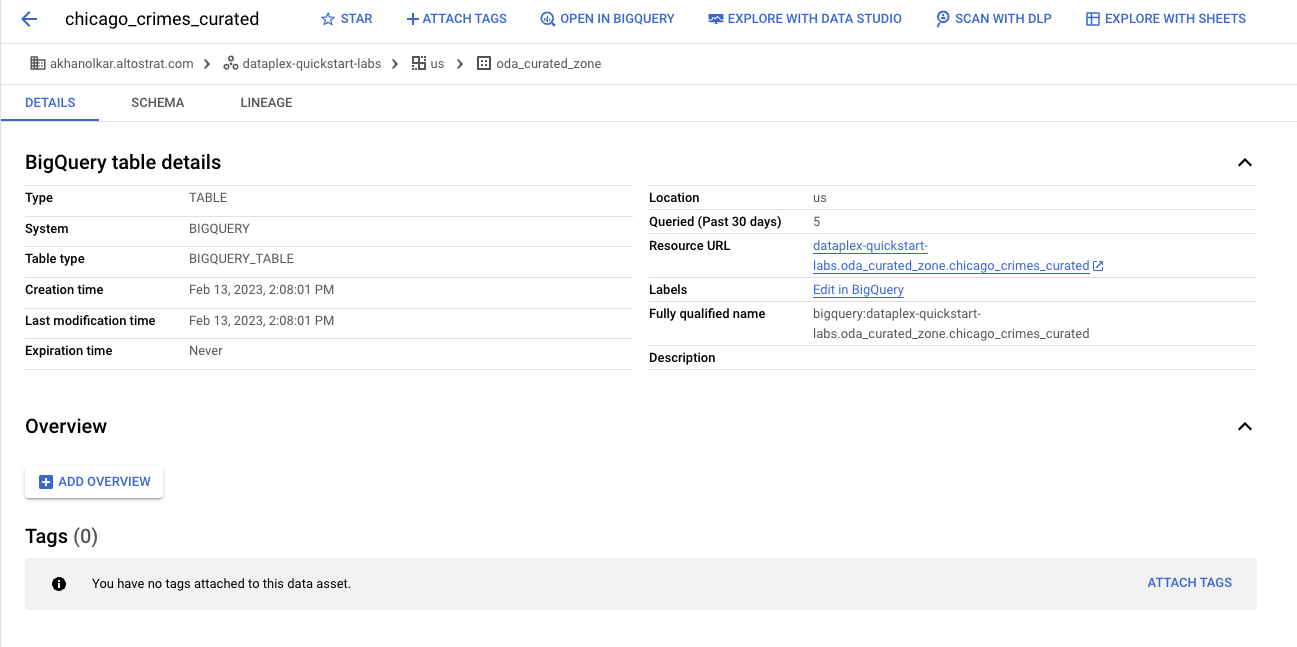 chicago_crimes_curated STAR ATTACH TAGS OPEN IN BIGQUERY EXPLORE WITH DATA STUDIO SCAN WITH DLP EXPLORE WITH SHEETS
akhanolkar.altostrat.com dataplex-quickstart-labs us oda_curated_zone
DETAILS SCHEMA LINEAGE
BigQuery table details
Type TABLE
System BIGQUERY
Table type BIGQUERY_TABLE
Creation time Feb 13, 2023, 2:08:01 PM
Last modification time Feb 13, 2023, 2:08:01 PM
Expiration time Never
Location us
Queried (Past 30 days) 5
Resource URL dataplex-quickstart-
labs.oda_curated_zone.chicago_crimes_curated
Labels Edit in BigQuery
Fully qualified name bigquery:dataplex-quickstart-
labs.oda_curated_zone.chicago_crimes_curated
Description
Overview
ADD OVERVIEW
Tags (0)
You have no tags attached to this data asset. ATTACH TAGS